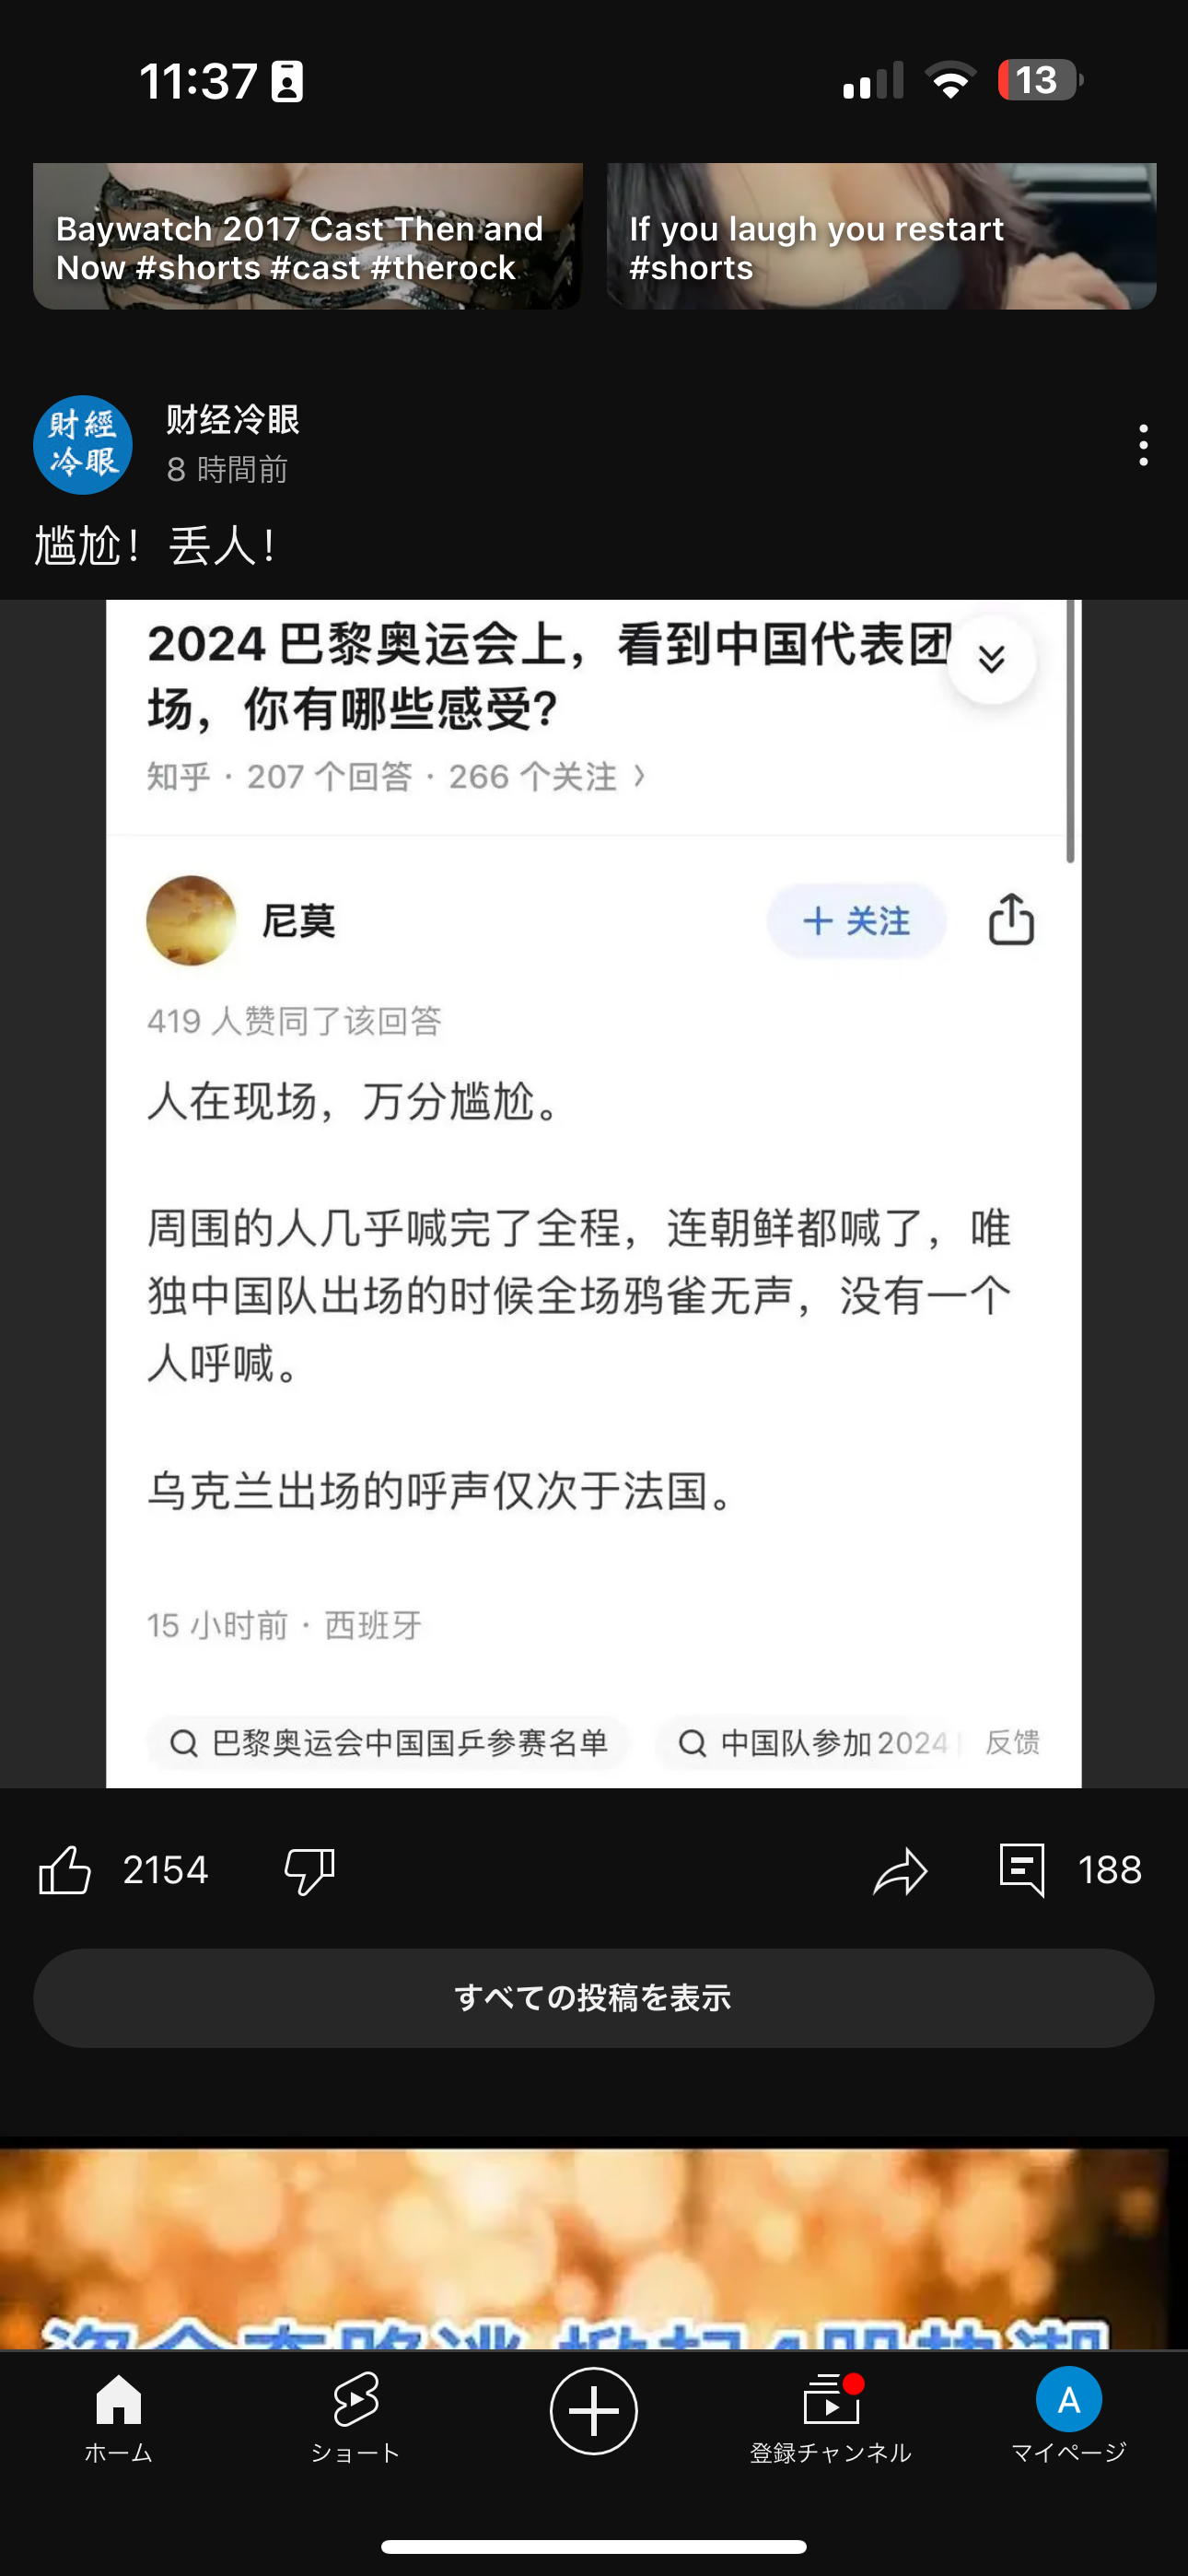 11:37
13
Baywatch 2017 Cast Then and
Now #shorts #cast #therock
If you laugh you restart
#shorts
財經
冷眼
财经冷眼
8 時間前
尴尬！丢人！
2024 巴黎奥运会上，看到中国代表团
场，你有哪些感受？
知乎 · 207 个回答 · 266 个关注 >
尼莫
+ 关注
419 人赞同了该回答
人在现场，万分尴尬。
周围的人几乎喊完了全程，连朝鲜都喊了，唯
独中国队出场的时候全场鸦雀无声，没有一个
人呼喊。
乌克兰出场的呼声仅次于法国。
15 小时前 · 西班牙
巴黎奥运会中国国乒参赛名单
中国队参加2024
反馈
2154
188
すべての投稿を表示
ホーム
ショート
登録チャンネル
A
マイページ